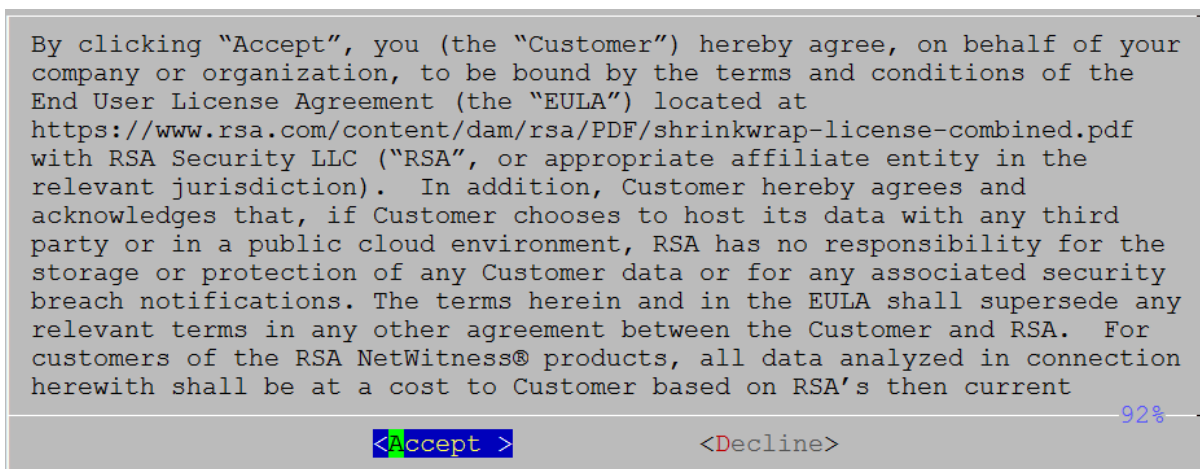 By clicking “Accept”, you (the “Customer”) hereby agree, on behalf of your
company or organization, to be bound by the terms and conditions of the
End User License Agreement (the “EULA”) located at
https://www.rsa.com/content/dam/rsa/PDF/shrinkwrap-license-combined.pdf
with RSA Security LLC (“RSA”, or appropriate affiliate entity in the
relevant jurisdiction).  In addition, Customer hereby agrees and
acknowledges that, if Customer chooses to host its data with any third
party or in a public cloud environment, RSA has no responsibility for the
storage or protection of any Customer data or for any associated security
breach notifications. The terms herein and in the EULA shall supersede any
relevant terms in any other agreement between the Customer and RSA.  For
customers of the RSA NetWitness® products, all data analyzed in connection
herewith shall be at a cost to Customer based on RSA’s then current
92%
<Accept > <Decline>